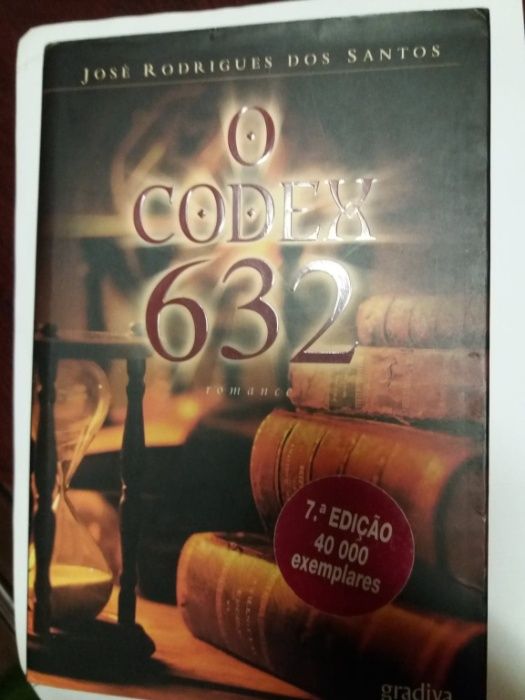 JOSÉ RODRIGUES DOS SANTOS
O
CODEX
632
romance
7.ª EDIÇÃO
40 000
exemplares
gradiva